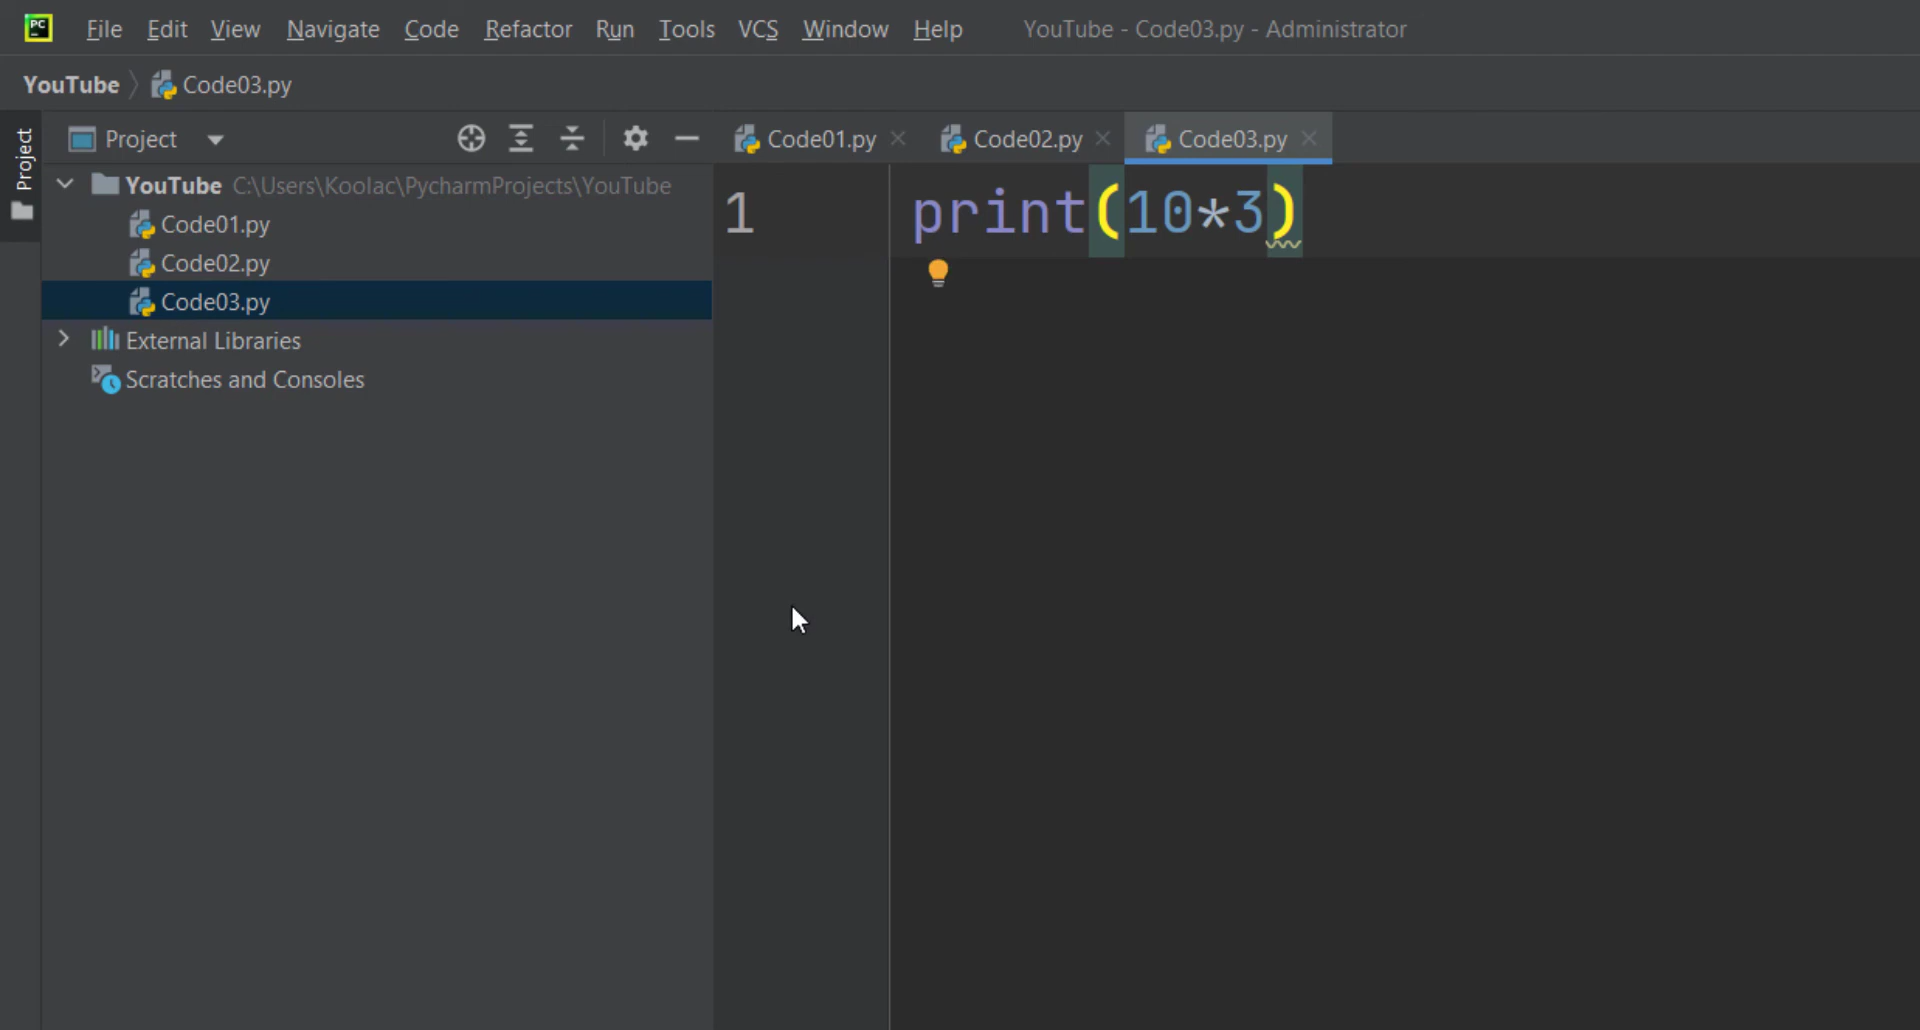 PC File Edit View Navigate Code Refactor Run Tools VCS Window Help YouTube - Code03.py - Administrator
YouTube Code03.py
Project
Project Code01.py Code02.py Code03.py
YouTube C:\Users\Koolac\PycharmProjects\YouTube
Code01.py
Code02.py
Code03.py
External Libraries
Scratches and Consoles
1 print(10*3)